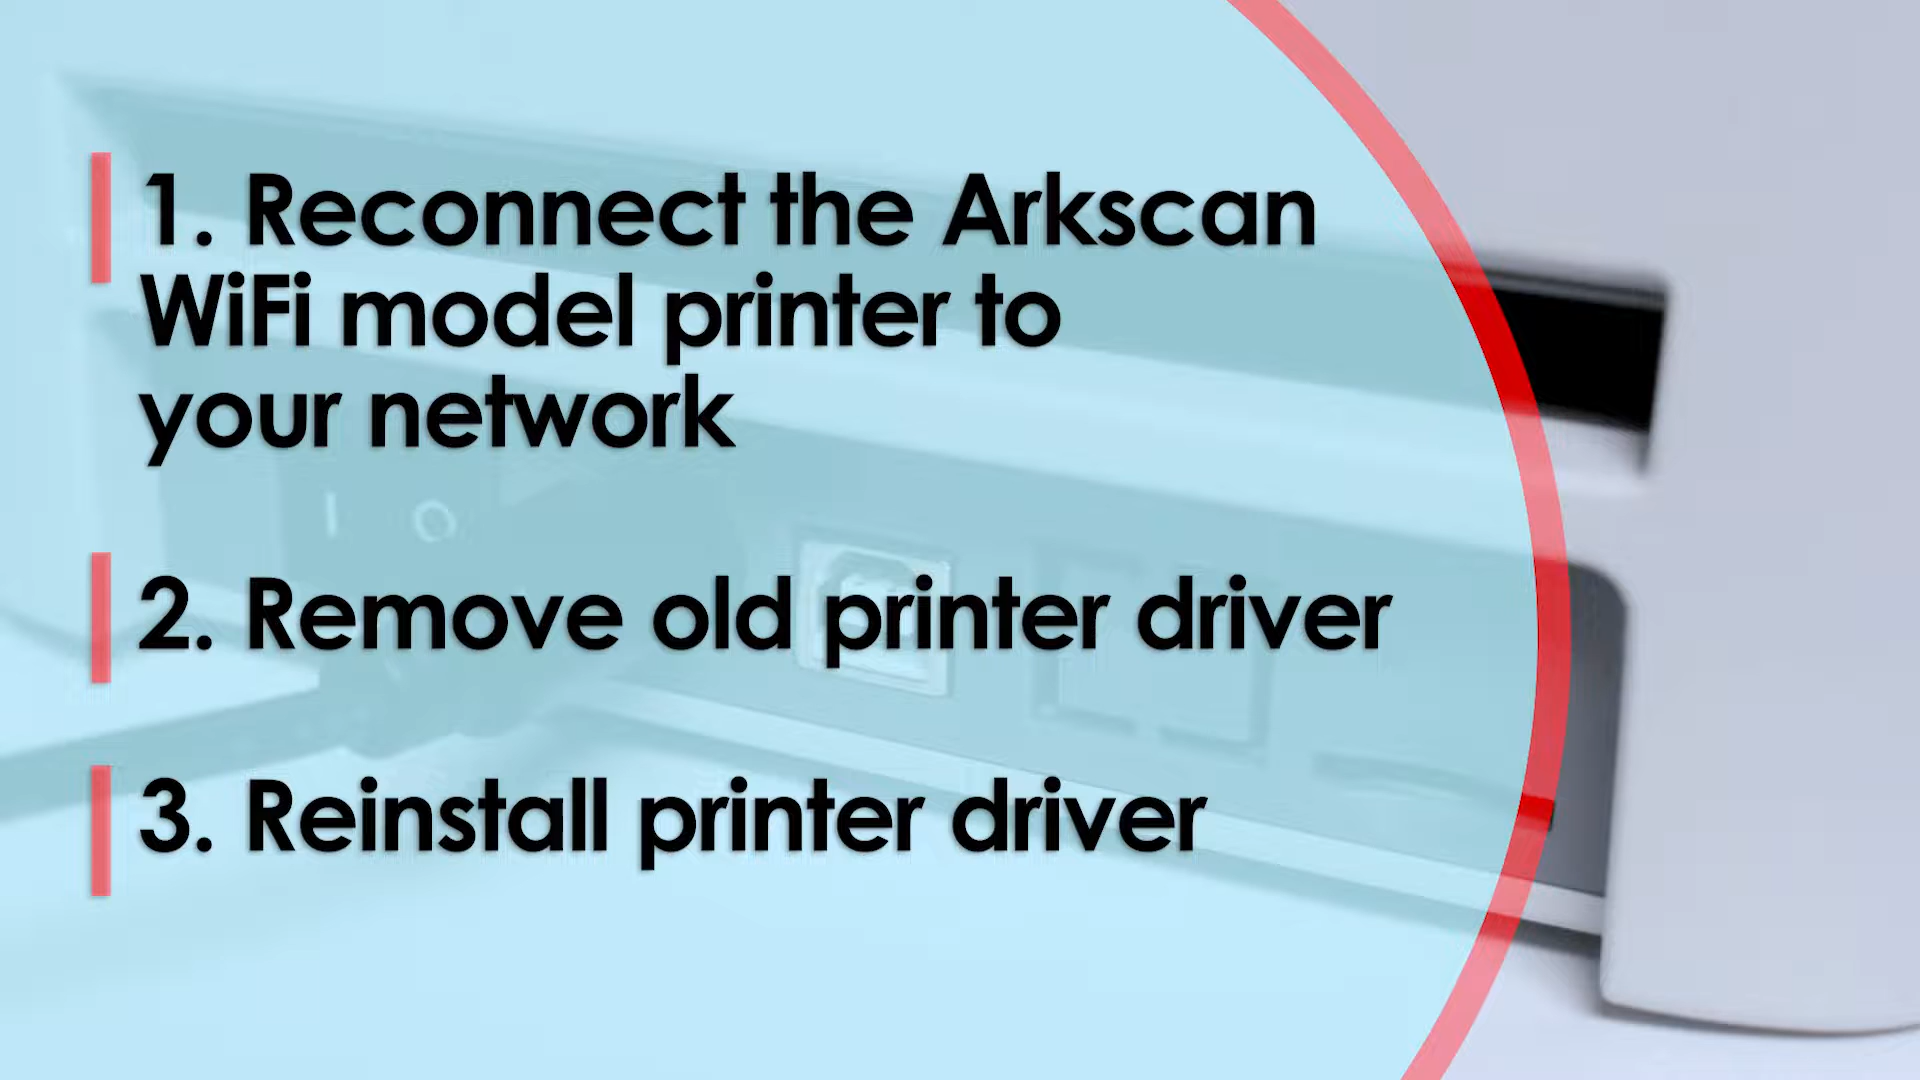 1. Reconnect the Arkscan
WiFi model printer to
your network
I O
2. Remove old printer driver
3. Reinstall printer driver